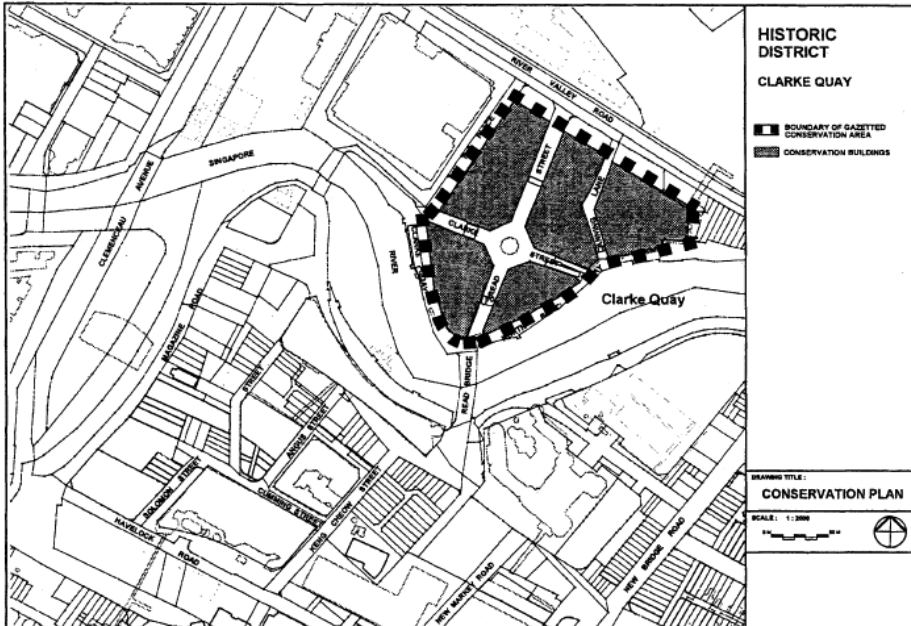 HISTORIC
DISTRICT
CLARKE QUAY
BOUNDARY OF GAZETTED
CONSERVATION AREA
CONSERVATION BUILDINGS
RIVER VALLEY ROAD
STREET
LANE
CLARKE
STREET
READ
SINGAPORE
RIVER
CLEMENCEAU
AVENUE
Clarke Quay
READ BRIDGE
MAGAZINE ROAD
STREET
ANGUS STREET
SOLOMON STREET
CUMMING STREET
KENG CHEOW STREET
HAVELOCK ROAD
NEW MARKET ROAD
NEW BRIDGE ROAD
DRAWING TITLE :
CONSERVATION PLAN
SCALE : 1 : 2000